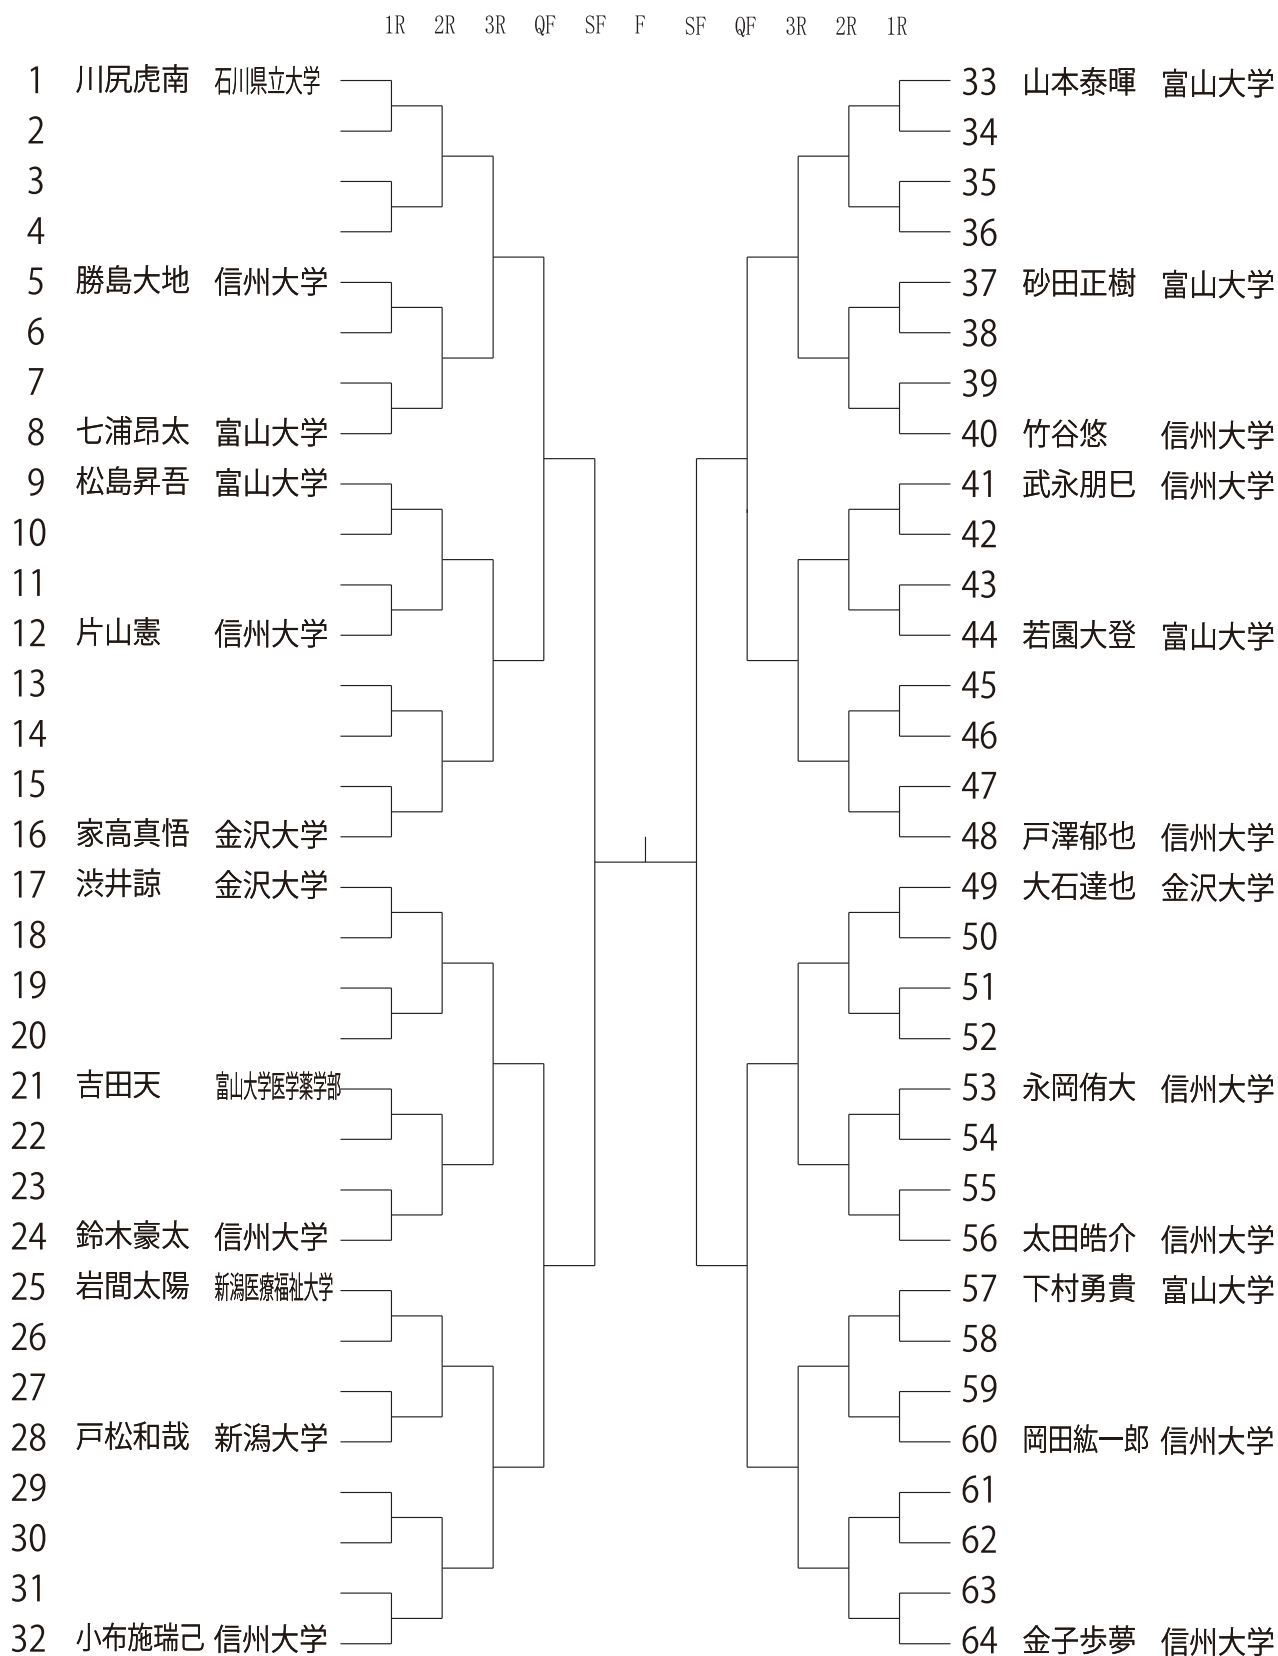 1R 2R 3R QF SF F SF QF 3R 2R 1R
1 川尻虎南 石川県立大学
2
3
4
5 勝島大地 信州大学
6
7
8 七浦昂太 富山大学
9 松島昇吾 富山大学
10
11
12 片山憲 信州大学
13
14
15
16 家高真悟 金沢大学
17 渋井諒 金沢大学
18
19
20
21 吉田天 富山大学医学薬学部
22
23
24 鈴木豪太 信州大学
25 岩間太陽 新潟医療福祉大学
26
27
28 戸松和哉 新潟大学
29
30
31
32 小布施瑞己 信州大学
33 山本泰暉 富山大学
34
35
36
37 砂田正樹 富山大学
38
39
40 竹谷悠 信州大学
41 武永朋巳 信州大学
42
43
44 若園大登 富山大学
45
46
47
48 戸澤郁也 信州大学
49 大石達也 金沢大学
50
51
52
53 永岡侑大 信州大学
54
55
56 太田皓介 信州大学
57 下村勇貴 富山大学
58
59
60 岡田紘一郎 信州大学
61
62
63
64 金子歩夢 信州大学